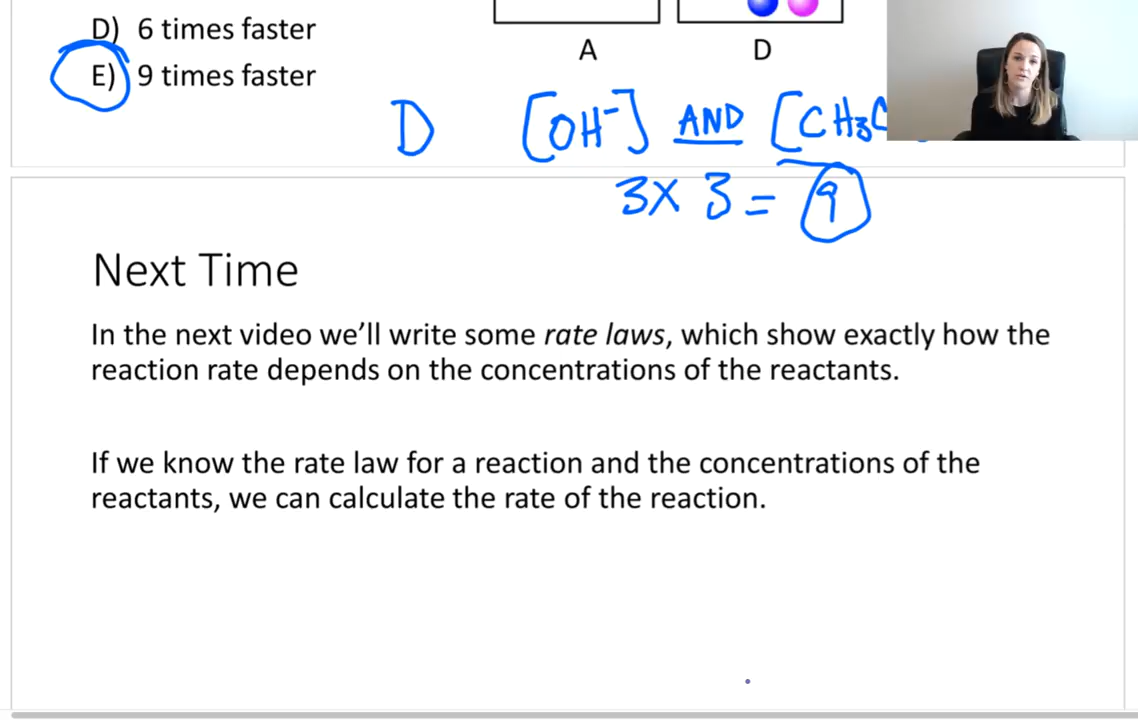 D) 6 times faster
E) 9 times faster
A
D
D [OH⁻] AND [CH3C
3 x 3 = 9
Next Time
In the next video we’ll write some rate laws, which show exactly how the
reaction rate depends on the concentrations of the reactants.
If we know the rate law for a reaction and the concentrations of the
reactants, we can calculate the rate of the reaction.